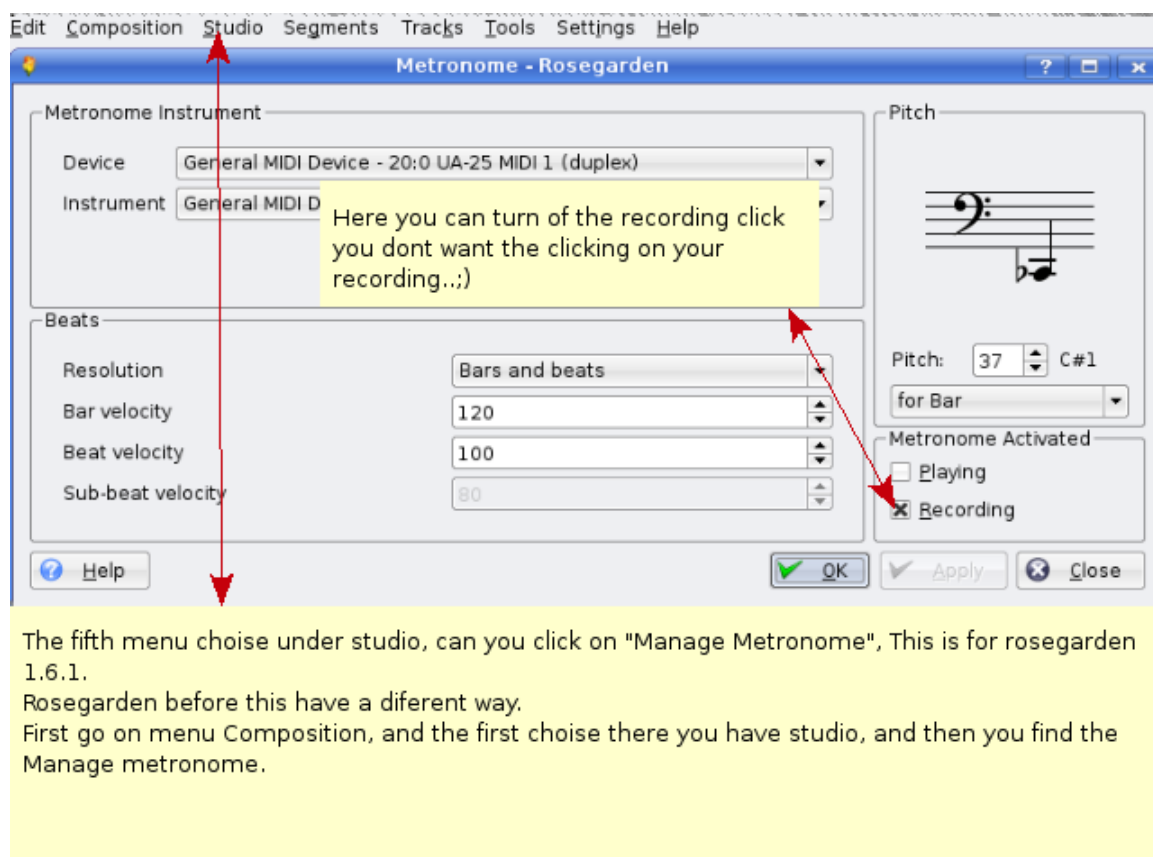 Edit Composition Studio Segments Tracks Tools Settings Help
Metronome - Rosegarden
Metronome Instrument
Device General MIDI Device - 20:0 UA-25 MIDI 1 (duplex)
Instrument General MIDI D
Here you can turn of the recording click
you dont want the clicking on your
recording..;)
Beats
Resolution Bars and beats
Bar velocity 120
Beat velocity 100
Sub-beat velocity 80
Pitch
Pitch: 37 C#1
for Bar
Metronome Activated
Playing
Recording
Help OK Apply Close
The fifth menu choise under studio, can you click on "Manage Metronome", This is for rosegarden
1.6.1.
Rosegarden before this have a diferent way.
First go on menu Composition, and the first choise there you have studio, and then you find the
Manage metronome.